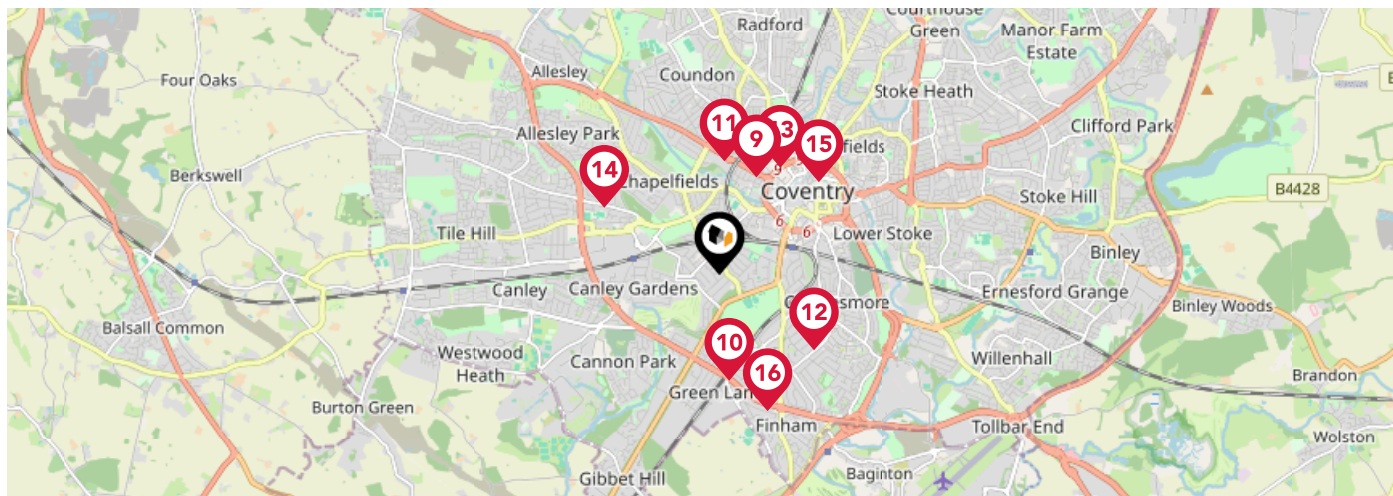 Courthouse
Green
Radford
Manor Farm
Estate
Four Oaks
Allesley
Coundon
Stoke Heath
E
Allesley Park
11
9
13
15
fields
Clifford Park
14
Berkswell
Chapelfields
9
Coventry
Stoke Hill
B4428
6
6
Tile Hill
Lower Stoke
Binley
Canley
Canley Gardens
Ernesford Grange
Binley Woods
12
Balsall Common
10
Westwood
Heath
Cannon Park
16
Willenhall
Brandon
Green Lan
Burton Green
Finham
Tollbar End
Wolston
Gibbet Hill
Baginton